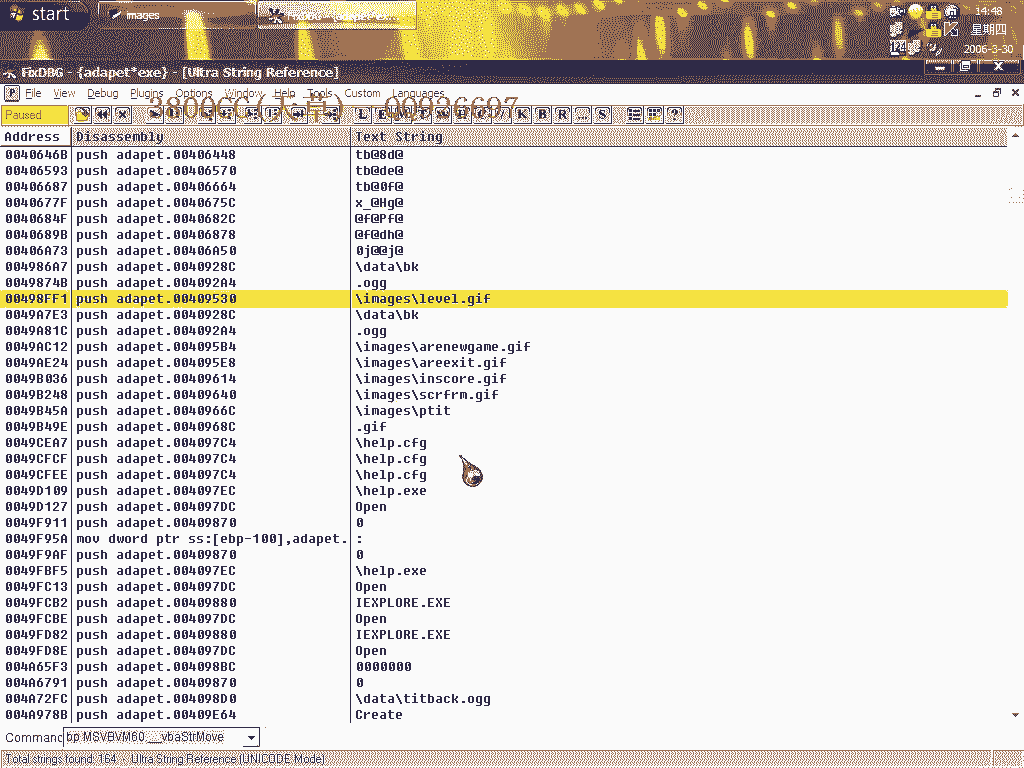 start
images
FixDBG - {adapet*ex...
14:48
星期四
2006-3-30
FixDBG - {adapet*exe} - [Ultra String Reference]
File View Debug Plugins Options Window Help Tools Custom Languages
3800CC(大草) 00936697
Paused
L E M K B R ... S
Address Disassembly Text String
0040646B push adapet.00406448 tb@8d@
00406593 push adapet.00406570 tb@de@
00406687 push adapet.00406664 tb@0f@
0040677F push adapet.0040675C x_@Hg@
0040684F push adapet.0040682C @f@Pf@
0040689B push adapet.00406878 @f@dh@
00406A73 push adapet.00406A50 0j@@j@
004986A7 push adapet.0040928C \data\bk
0049874B push adapet.004092A4 .ogg
00498FF1 push adapet.00409530 \images\level.gif
0049A7E3 push adapet.0040928C \data\bk
0049A81C push adapet.004092A4 .ogg
0049AC12 push adapet.004095B4 \images\arenewgame.gif
0049AE24 push adapet.004095E8 \images\areexit.gif
0049B036 push adapet.00409614 \images\inscore.gif
0049B248 push adapet.00409640 \images\scrfrm.gif
0049B45A push adapet.0040966C \images\ptit
0049B49E push adapet.0040968C .gif
0049CEA7 push adapet.004097C4 \help.cfg
0049CFCF push adapet.004097C4 \help.cfg
0049CFEE push adapet.004097C4 \help.cfg
0049D109 push adapet.004097EC \help.exe
0049D127 push adapet.004097DC Open
0049F911 push adapet.00409870 0
0049F95A mov dword ptr ss:[ebp-100],adapet. :
0049F9AF push adapet.00409870 0
0049FBF5 push adapet.004097EC \help.exe
0049FC13 push adapet.004097DC Open
0049FCB2 push adapet.00409880 IEXPLORE.EXE
0049FCBE push adapet.004097DC Open
0049FD82 push adapet.00409880 IEXPLORE.EXE
0049FD8E push adapet.004097DC Open
004A65F3 push adapet.004098BC 0000000
004A6791 push adapet.00409870 0
004A72FC push adapet.004098D0 \data\titback.ogg
004A978B push adapet.00409E64 Create
Command bp MSVBVM60.__vbaStrMove
Total strings found: 164 - Ultra String Reference [UNICODE Mode]